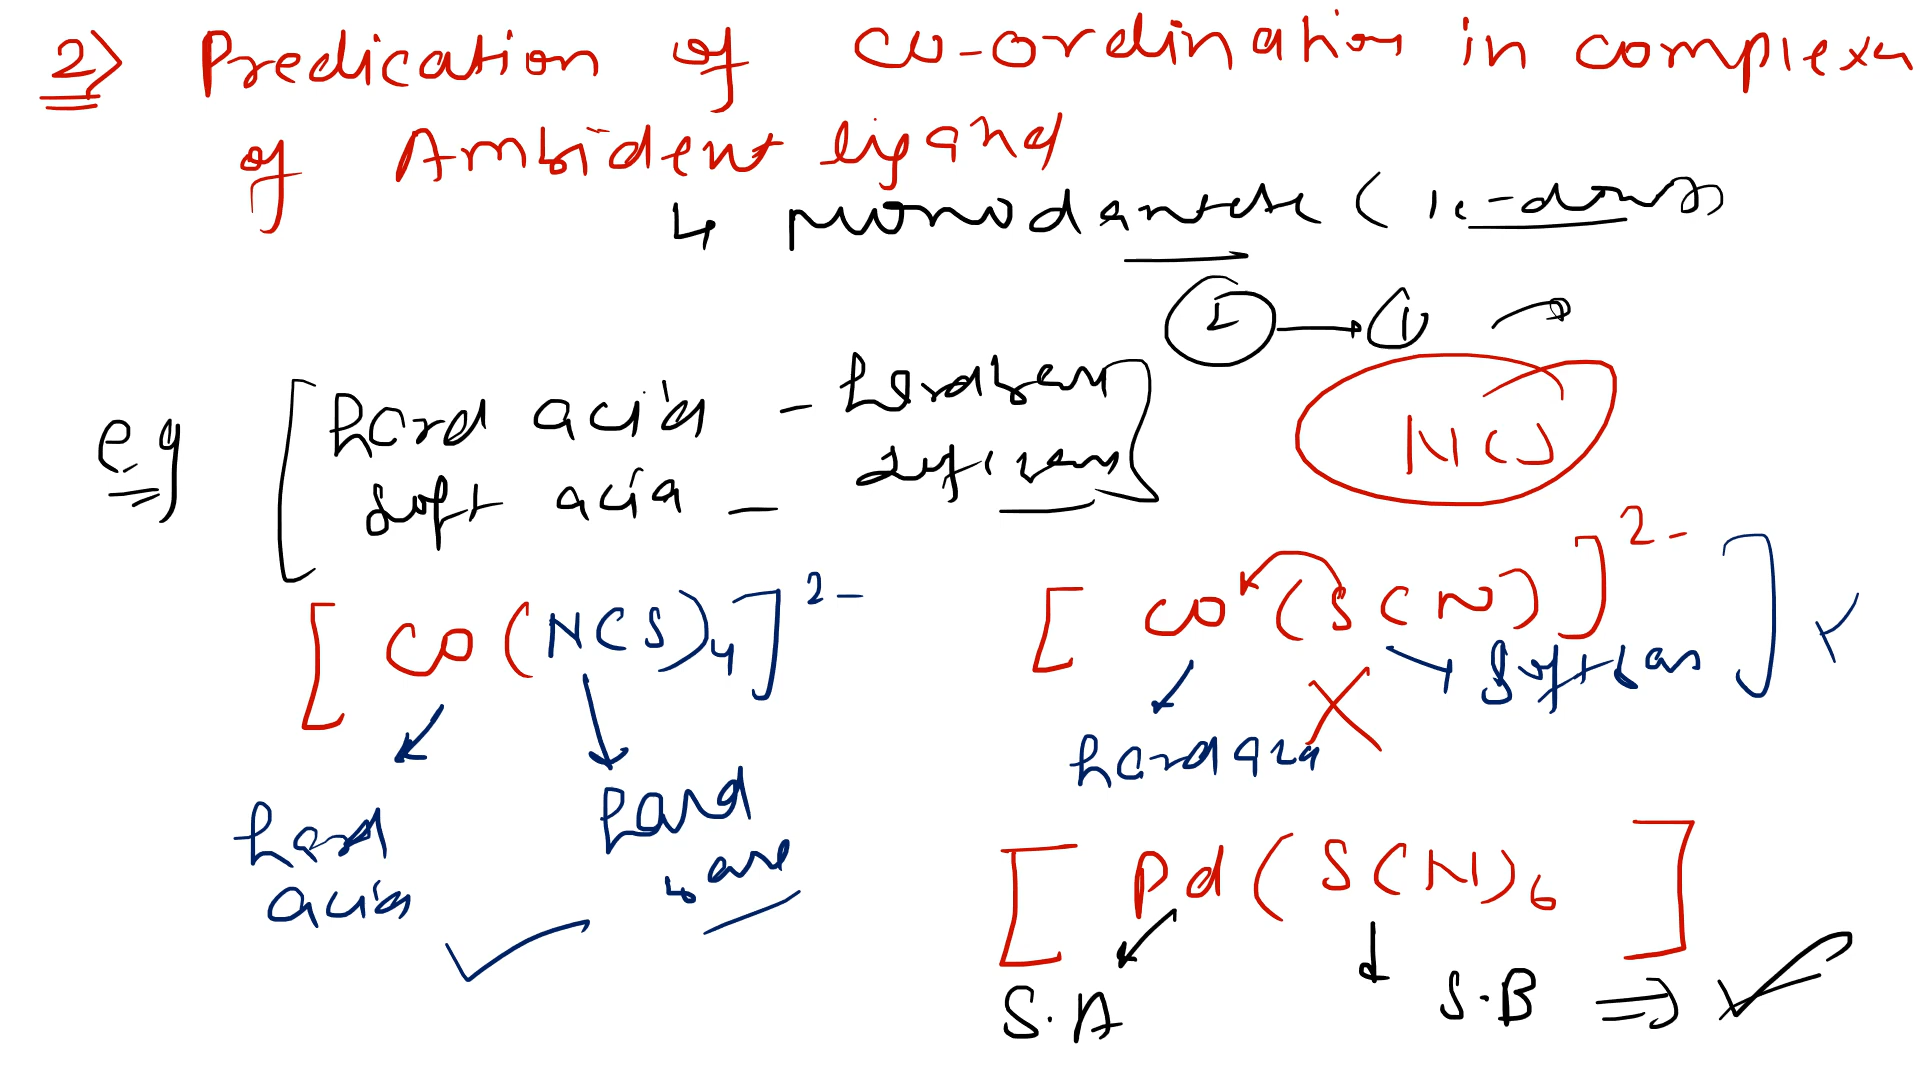 2> Predication of co-ordination in complexes
of Ambident ligand
↳ monodentate (
2 → 1
e.g [ hard acid - hard base
soft acid - soft base ]
NCS
[ Co (NCS)4 ]2-
hard acid
hard base
[ Co (SCN) ]2- ]
hard acid
soft bas
[ Pd (SCN)6 ]
S.A
S.B ⇒ ✓